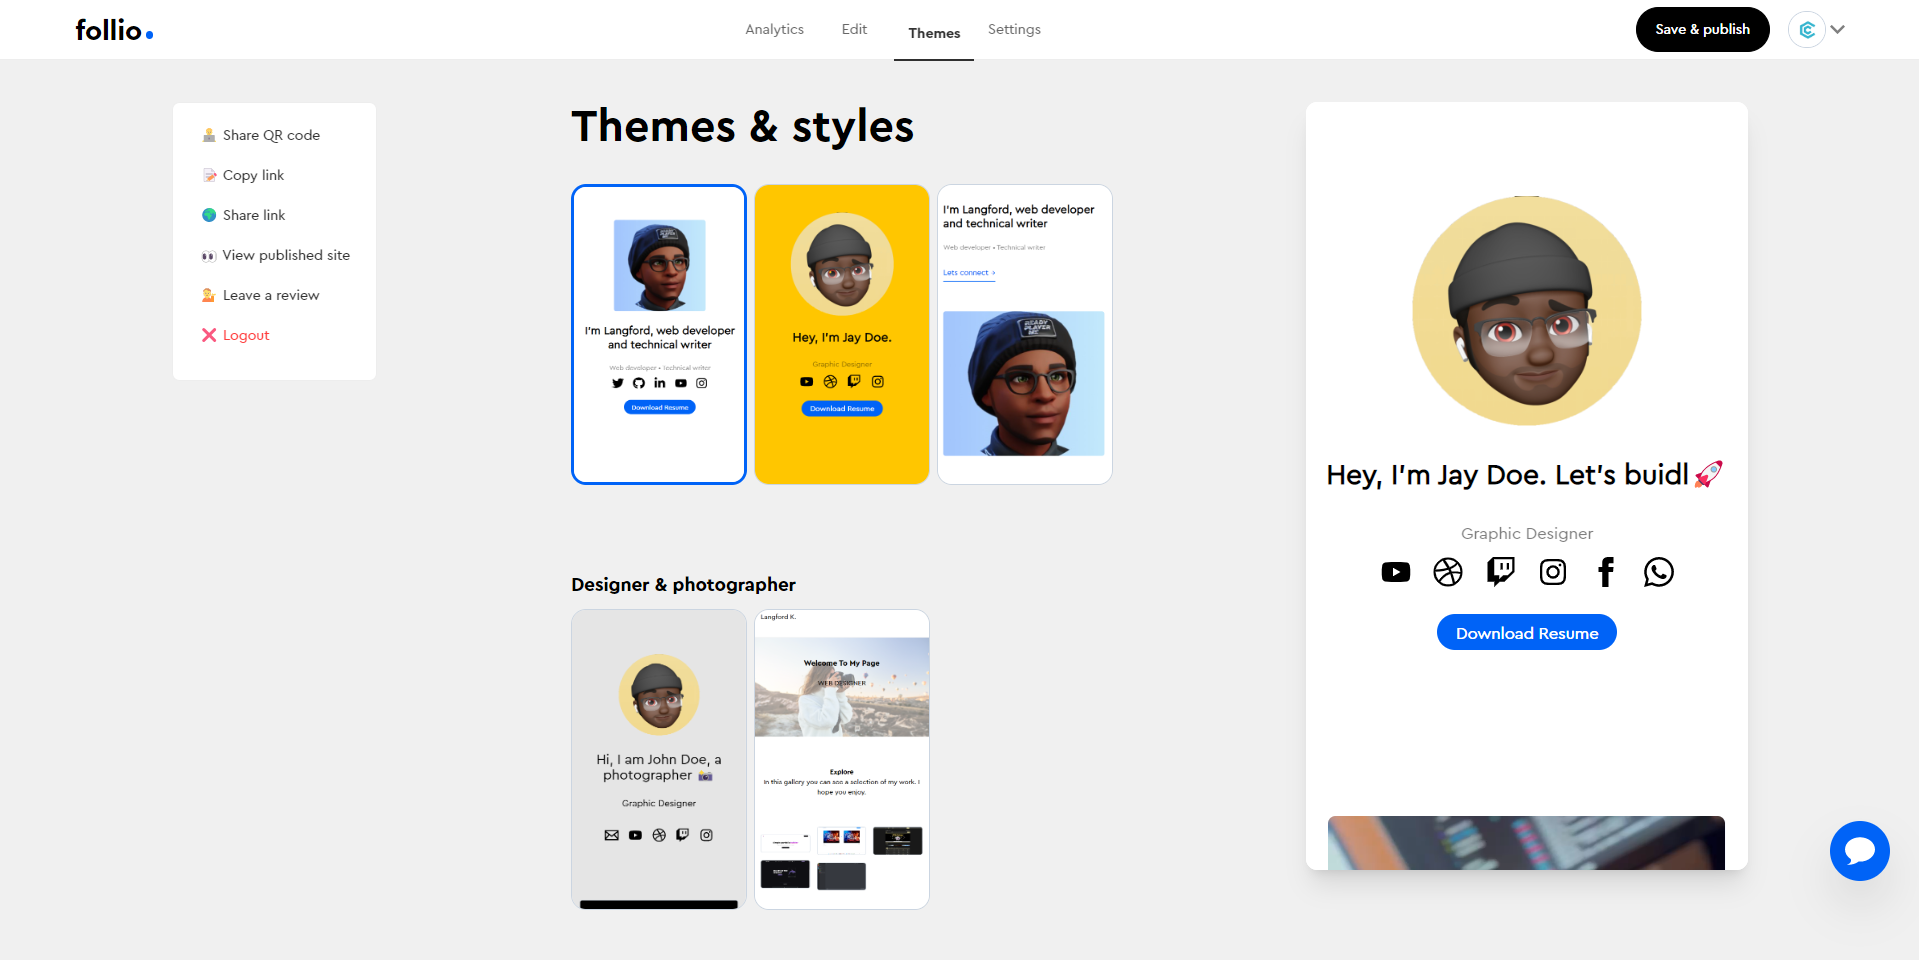 follio.
Analytics
Edit
Themes
Settings
Save & publish
Share QR code
Copy link
Share link
View published site
Leave a review
Logout
Themes & styles
I'm Langford, web developer
and technical writer
Web developer • Technical writer
Download Resume
Hey, I'm Jay Doe.
Graphic Designer
Download Resume
I'm Langford, web developer
and technical writer
Web developer • Technical writer
Lets connect ›
READY
PLAYER
ME
Designer & photographer
Hi, I am John Doe, a
photographer
Graphic Designer
Langford K.
Welcome To My Page
WEB DESIGNER
Explore
In this gallery you can see a selection of my work. I
hope you enjoy.
Hey, I'm Jay Doe. Let's buidl🚀
Graphic Designer
Download Resume